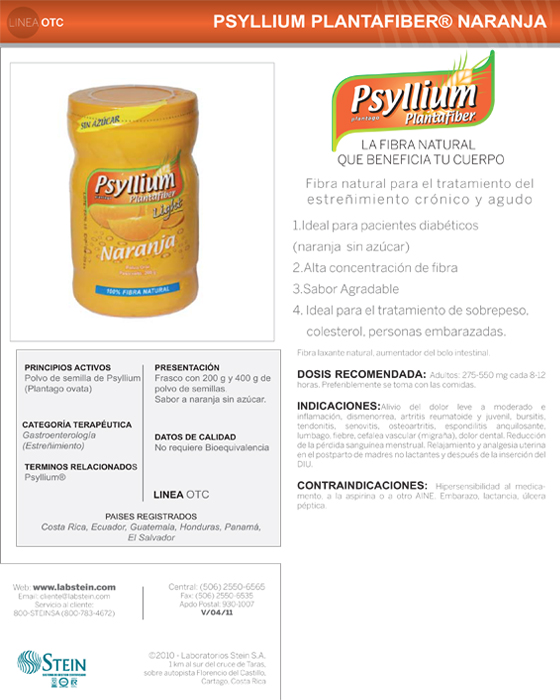 LINEA OTC
PSYLLIUM PLANTAFIBER® NARANJA
SIN AZÚCAR
Psyllium
Plantafiber
Light
Naranja
100% FIBRA NATURAL
Psyllium
plantago
Plantafiber
LA FIBRA NATURAL
QUE BENEFICIA TU CUERPO
Fibra natural para el tratamiento del
estreñimiento crónico y agudo
1.Ideal para pacientes diabéticos
(naranja sin azúcar)
2.Alta concentración de fibra
3.Sabor Agradable
4. Ideal para el tratamiento de sobrepeso,
colesterol, personas embarazadas.
Fibra laxante natural, aumentador del bolo intestinal.
DOSIS RECOMENDADA: Adultos: 275-550 mg cada 8-12
horas. Preferiblemente se toma con las comidas.
INDICACIONES:Alivio del dolor leve a moderado e
inflamación, dismenorrea, artritis reumatoide y juvenil, bursitis,
tendonitis, senovitis, osteoartritis, espondilitis anquilosante,
lumbago, fiebre, cefalea vascular (migraña), dolor dental. Reducción
de la pérdida sanguínea menstrual. Relajamiento y analgesia uterina
en el postparto de madres no lactantes y después de la inserción del
DIU.
CONTRAINDICACIONES: Hipersensibilidad al medica-
mento, a la aspirina o a otro AINE. Embarazo, lactancia, úlcera
péptica.
PRINCIPIOS ACTIVOS
Polvo de semilla de Psyllium
(Plantago ovata)
PRESENTACIÓN
Frasco con 200 g y 400 g de
polvo de semillas.
Sabor a naranja sin azúcar.
CATEGORÍA TERAPÉUTICA
Gastroenterología
(Estreñimiento)
DATOS DE CALIDAD
No requiere Bioequivalencia
TERMINOS RELACIONADOS
Psyllium®
LINEA OTC
PAISES REGISTRADOS
Costa Rica, Ecuador, Guatemala, Honduras, Panamá,
El Salvador
Web: www.labstein.com
Email: cliente@labstein.com
Servicio al cliente:
800-STEINSA (800-783-4672)
Central: (506) 2550-6565
Fax: (506) 2550-6535
Apdo Postal: 930-1007
V/04/11
STEIN
©2010 - Laboratorios Stein S.A.
1 km al sur del cruce de Taras,
sobre autopista Florencio del Castillo,
Cartago, Costa Rica